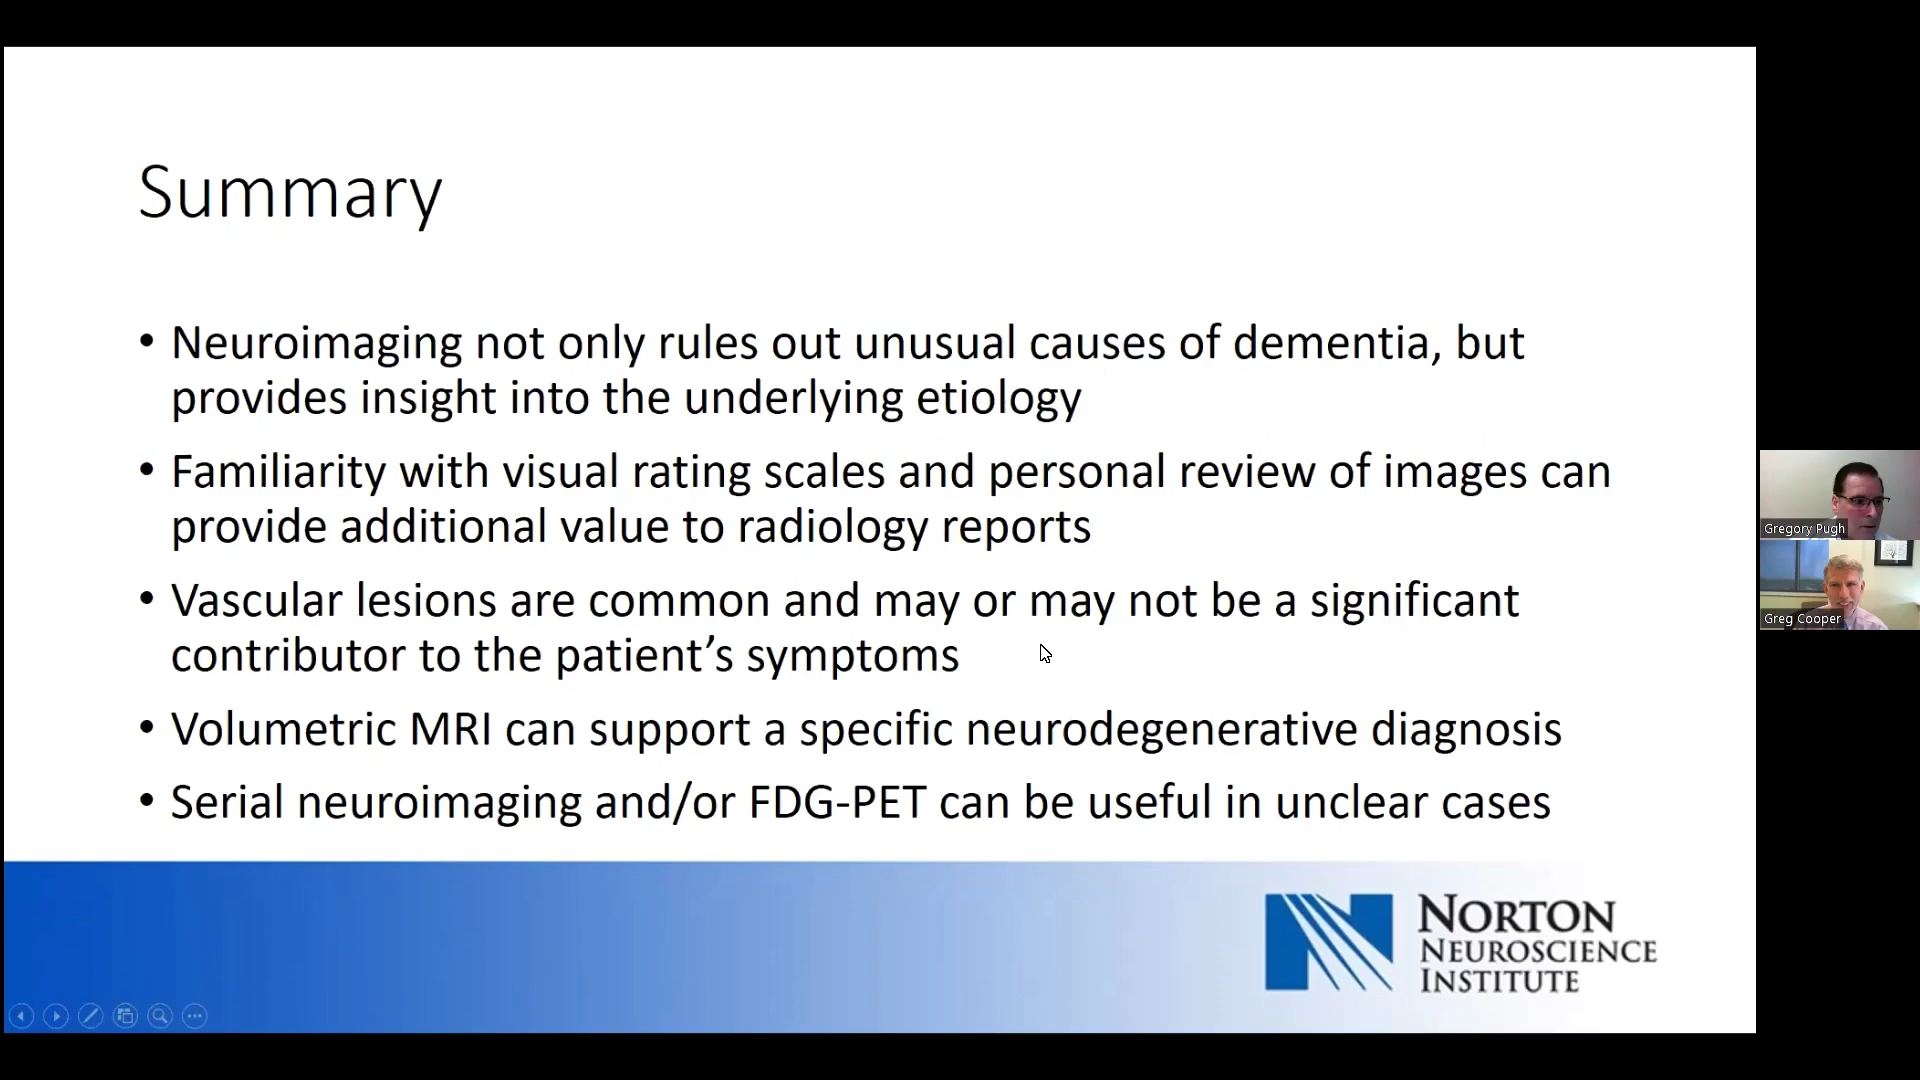 Summary
• Neuroimaging not only rules out unusual causes of dementia, but
provides insight into the underlying etiology
• Familiarity with visual rating scales and personal review of images can
provide additional value to radiology reports
• Vascular lesions are common and may or may not be a significant
contributor to the patient’s symptoms
• Volumetric MRI can support a specific neurodegenerative diagnosis
• Serial neuroimaging and/or FDG-PET can be useful in unclear cases
NORTON
NEUROSCIENCE
INSTITUTE
Gregory Pugh
Greg Cooper